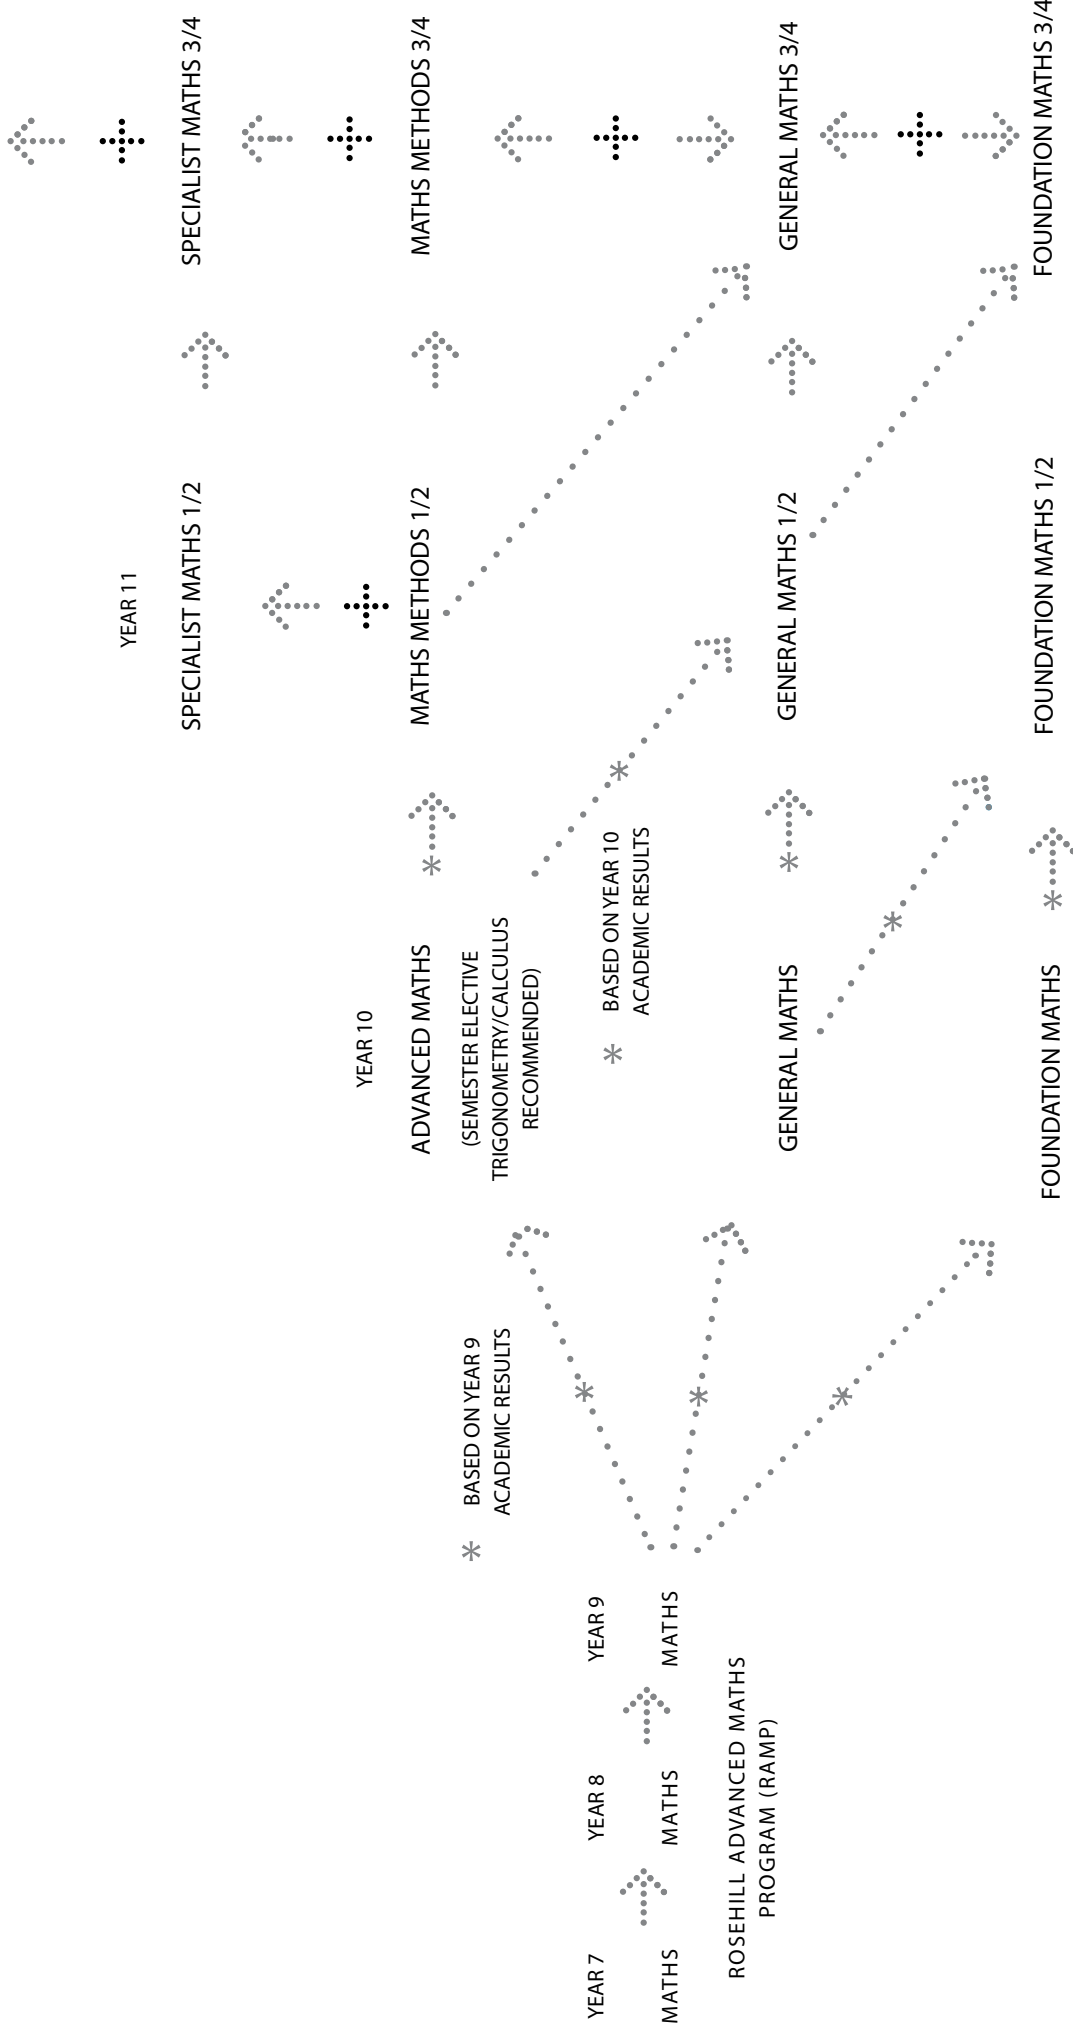 YEAR 7
MATHS
YEAR 8
MATHS
YEAR 9
MATHS
ROSEHILL ADVANCED MATHS
PROGRAM (RAMP)
* BASED ON YEAR 9
ACADEMIC RESULTS
*
*
*
YEAR 10
ADVANCED MATHS
(SEMESTER ELECTIVE
TRIGONOMETRY/CALCULUS
RECOMMENDED)
* BASED ON YEAR 10
ACADEMIC RESULTS
GENERAL MATHS
FOUNDATION MATHS
*
*
*
*
*
YEAR 11
SPECIALIST MATHS 1/2
MATHS METHODS 1/2
GENERAL MATHS 1/2
FOUNDATION MATHS 1/2
SPECIALIST MATHS 3/4
MATHS METHODS 3/4
GENERAL MATHS 3/4
FOUNDATION MATHS 3/4